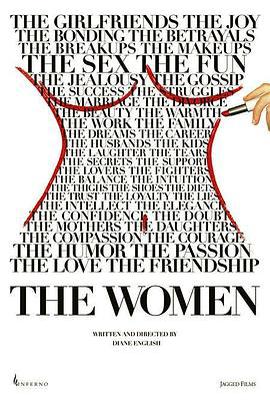 THE GIRLFRIENDS THE JOY
THE BONDING THE BETRAYALS
THE BREAKUPS THE MAKEUPS
THE SEX THE FUN
THE JEALOUSY THE GOSSIP
THE SUCCESS THE STRUGGLES
THE MARRIAGE THE DIVORCE
THE BEAUTY THE WARMTH
THE WORK THE FAMILY
THE DREAMS THE CAREER
THE HUSBANDS THE KIDS
THE LAUGHTER THE TEARS
THE SECRETS THE SUPPORT
THE LOVERS THE FIGHTERS
THE BALANCE THE INTUITION
THE THIGHS THE SHOES THE DIETS
THE TRUST THE LOYALTY THE LIES
THE INTELLECT THE ELEGANCE
THE CONFIDENCE THE DOUBT
THE MOTHERS THE DAUGHTERS
THE COMPASSION THE COURAGE
THE HUMOR THE PASSION
THE LOVE THE FRIENDSHIP
THE WOMEN
WRITTEN AND DIRECTED BY
DIANE ENGLISH
INFERNO
JAGGED FILMS